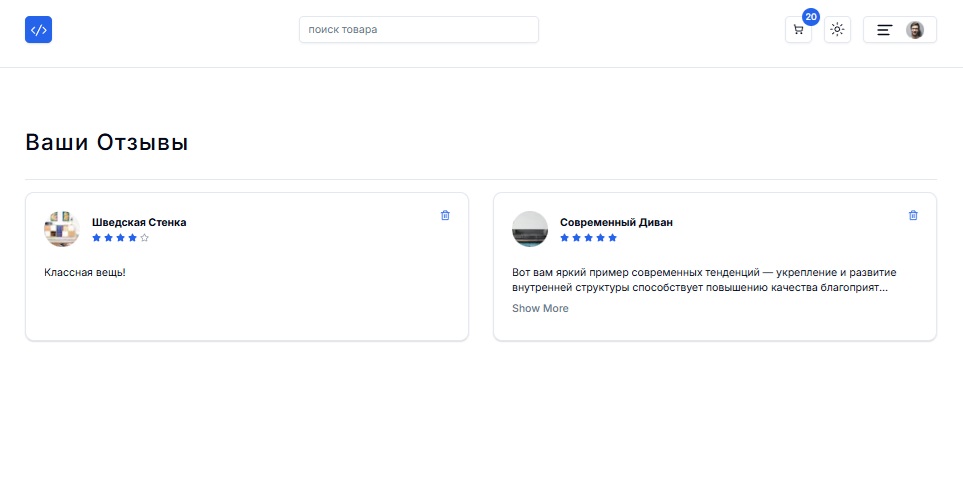 </>
поиск товара
20
Ваши Отзывы
Шведская Стенка
Классная вещь!
Современный Диван
Вот вам яркий пример современных тенденций — укрепление и развитие
внутренней структуры способствует повышению качества благоприят...
Show More